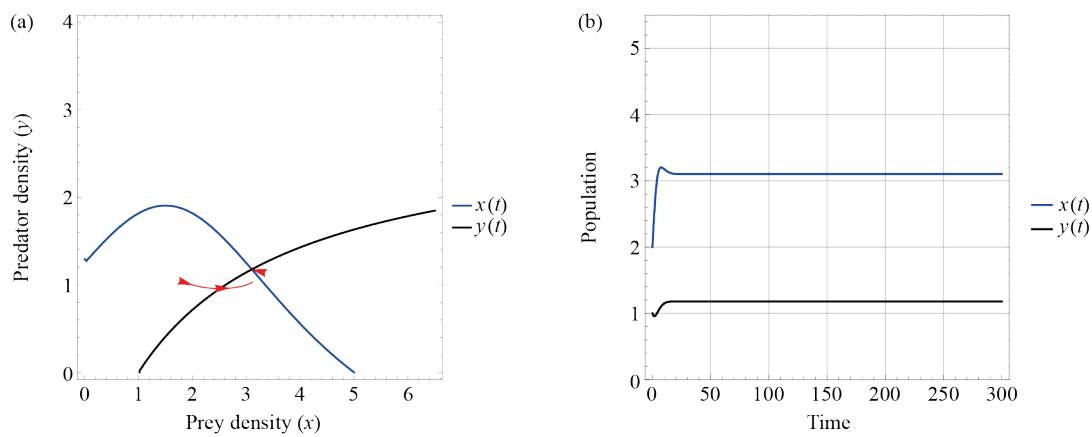 (a)
Predator density (y)
4
3
2
1
0
0 1 2 3 4 5 6
Prey density (x)
x(t)
y(t)
(b)
Population
5
4
3
2
1
0
0 50 100 150 200 250 300
Time
x(t)
y(t)